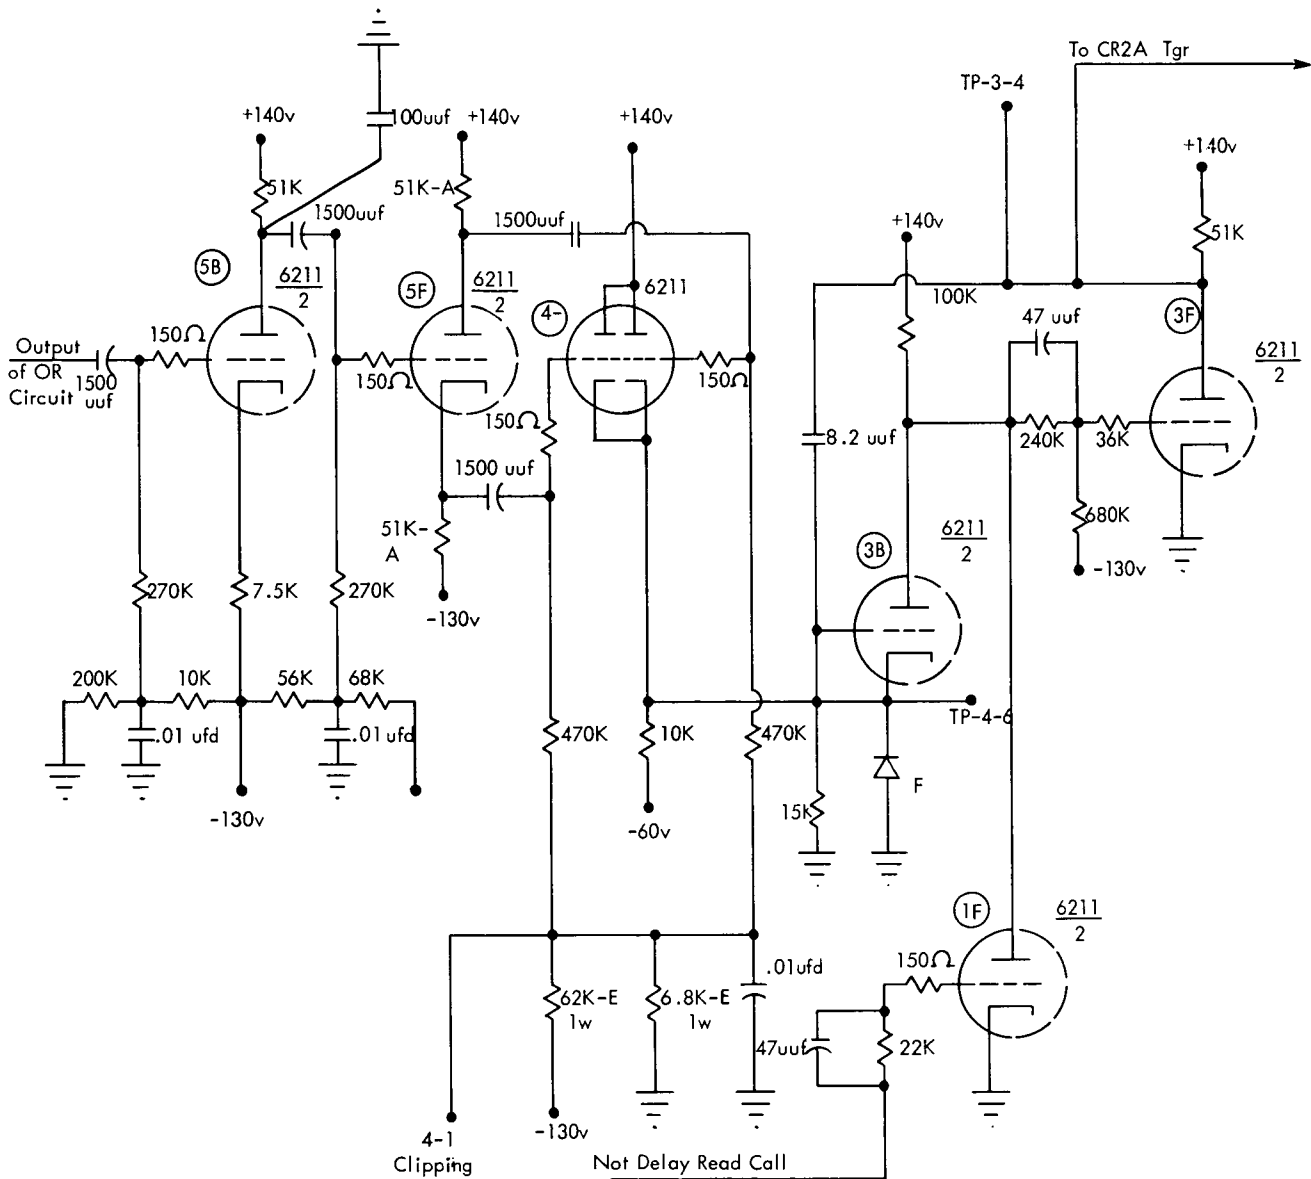 To CR2A Tgr
TP-3-4
+140v
100uuf
+140v
+140v
+140v
51K
51K-A
1500uuf
1500uuf
+140v
51K
5B
6211
2
5F
6211
2
4-
6211
100K
47 uuf
3F
6211
2
Output
of OR
Circuit
1500
uuf
150Ω
150Ω
150Ω
150Ω
8.2 uuf
240K
36K
1500 uuf
51K-
A
680K
-130v
3B
6211
2
270K
7.5K
270K
-130v
200K
10K
56K
68K
.01 ufd
.01 ufd
470K
10K
470K
TP-4-6
F
15K
-130v
-60v
1F
6211
2
150Ω
.01ufd
62K-E
1w
6.8K-E
1w
47uuf
22K
4-1
Clipping
-130v
Not Delay Read Call